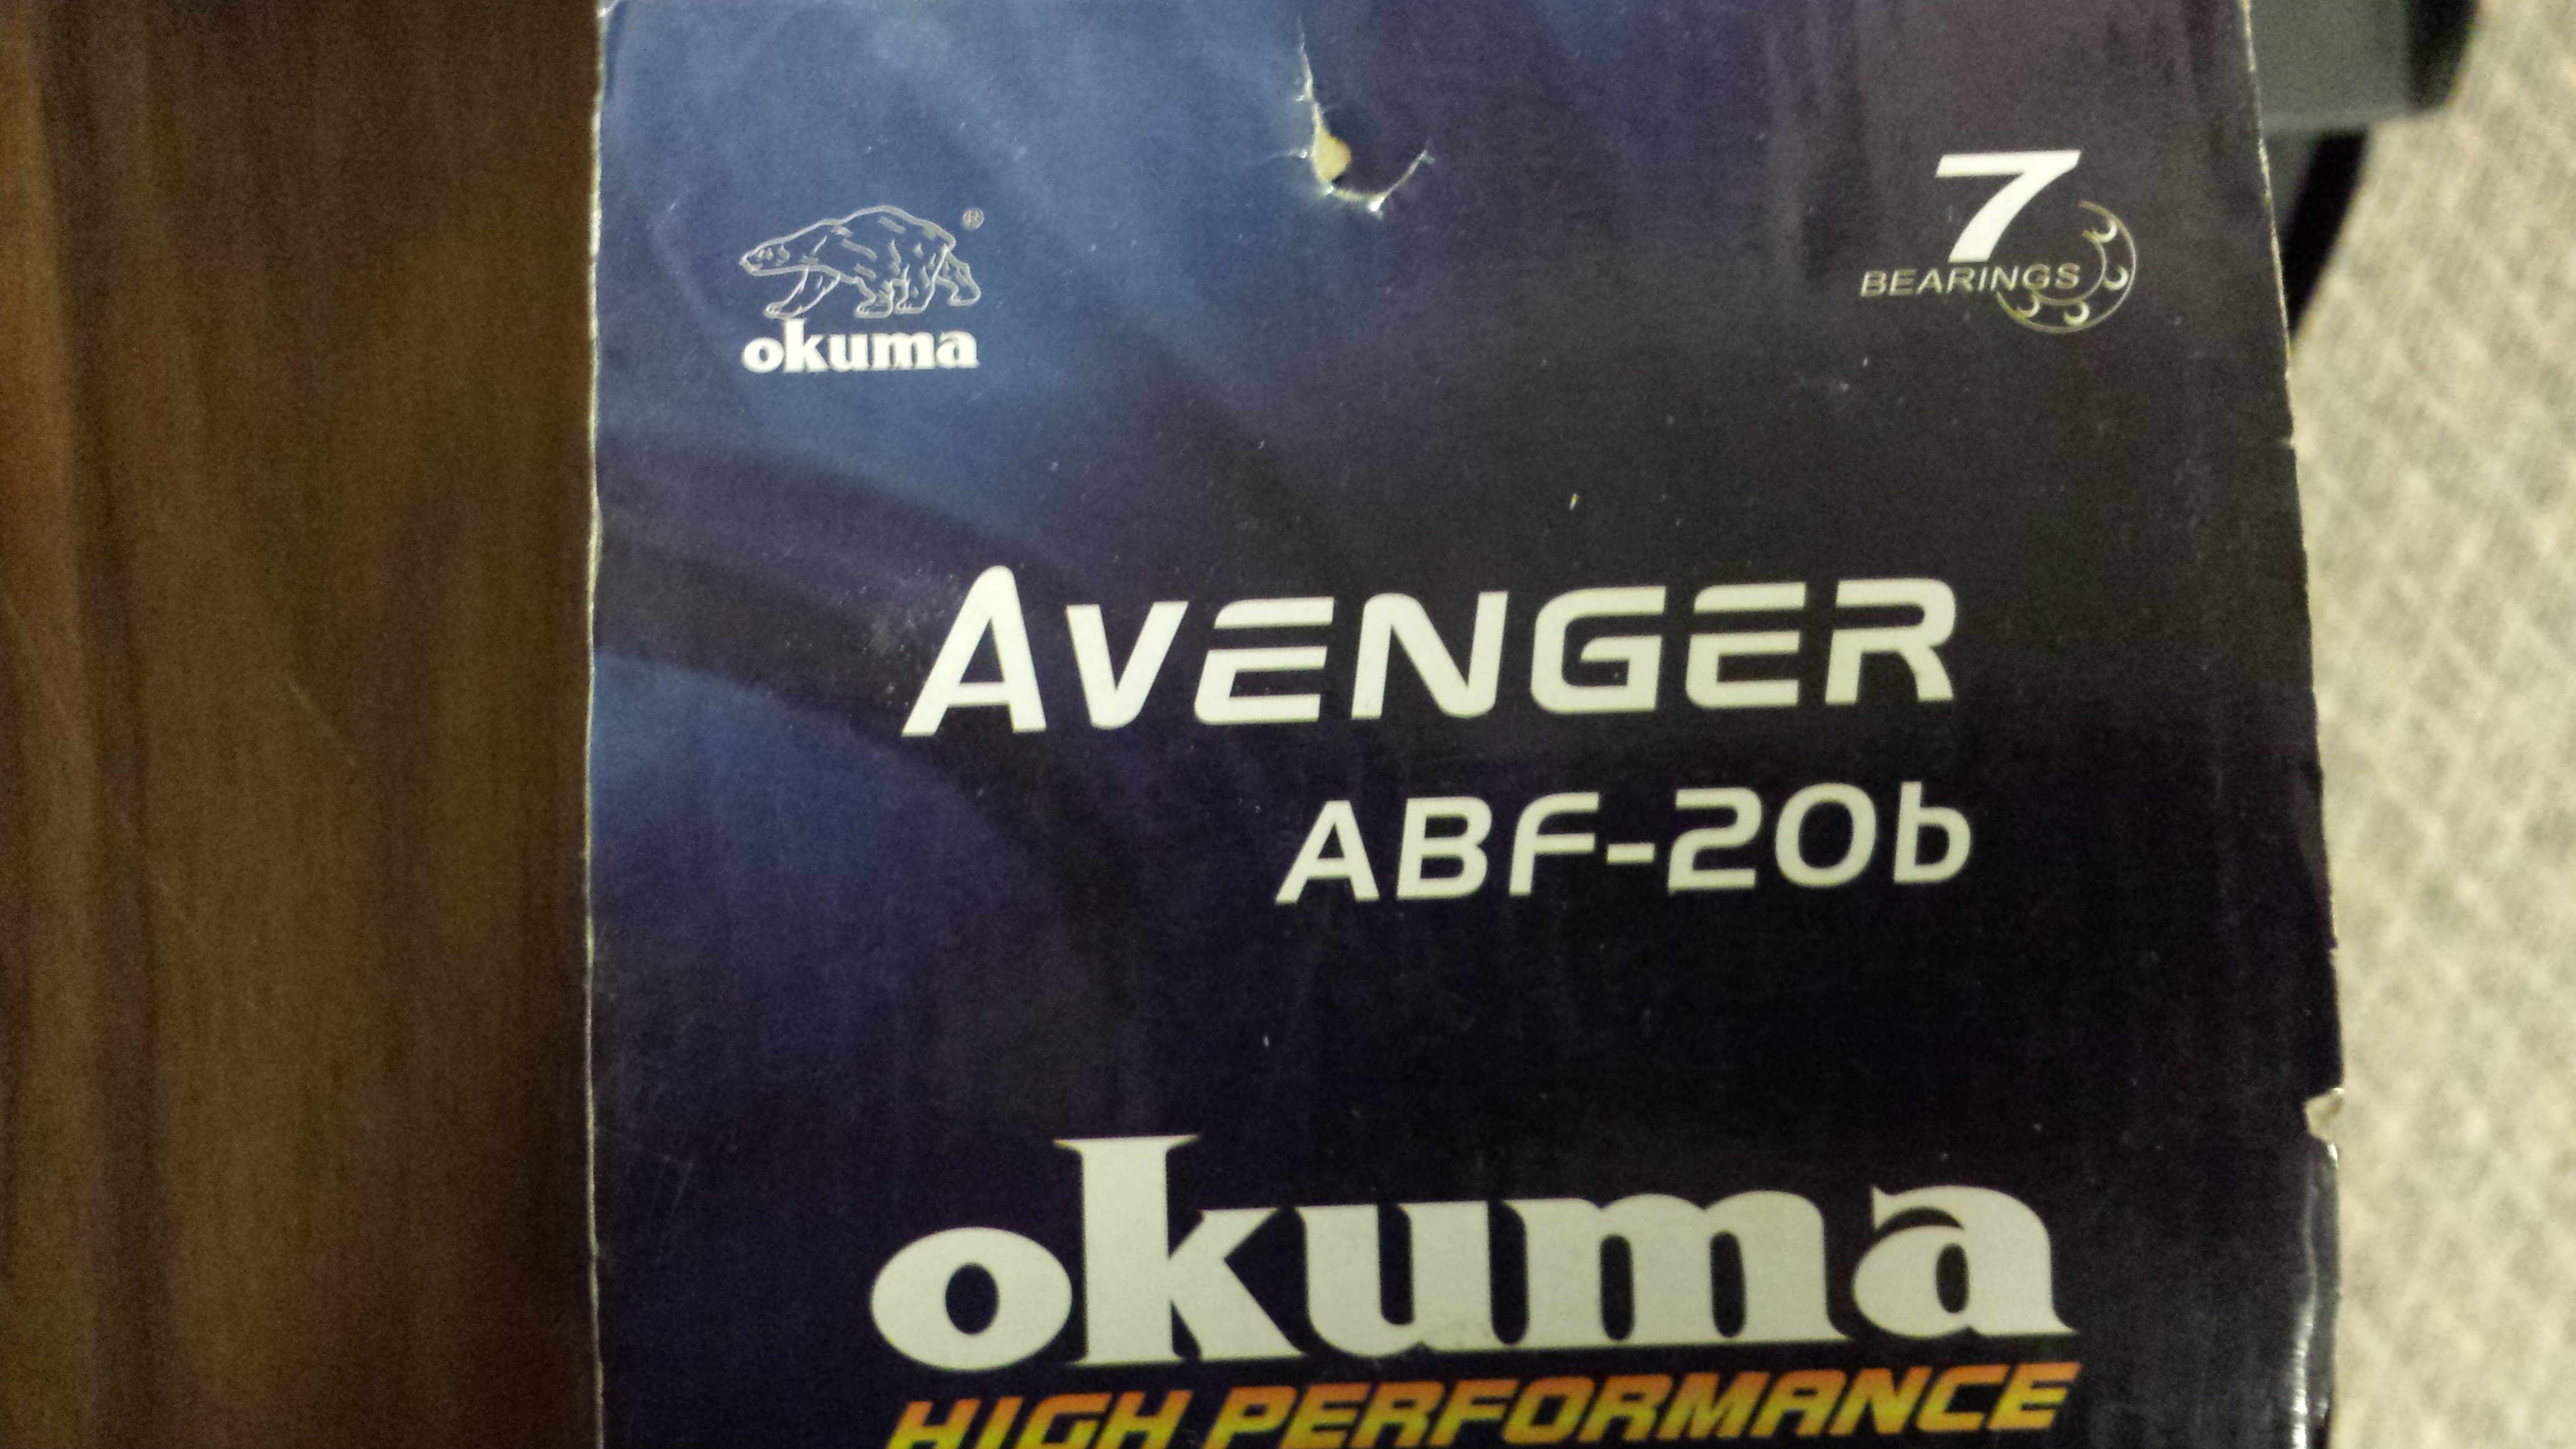 ®
okuma
7
BEARINGS
AVENGER
ABF-20b
okuma
HIGH PERFORMANCE